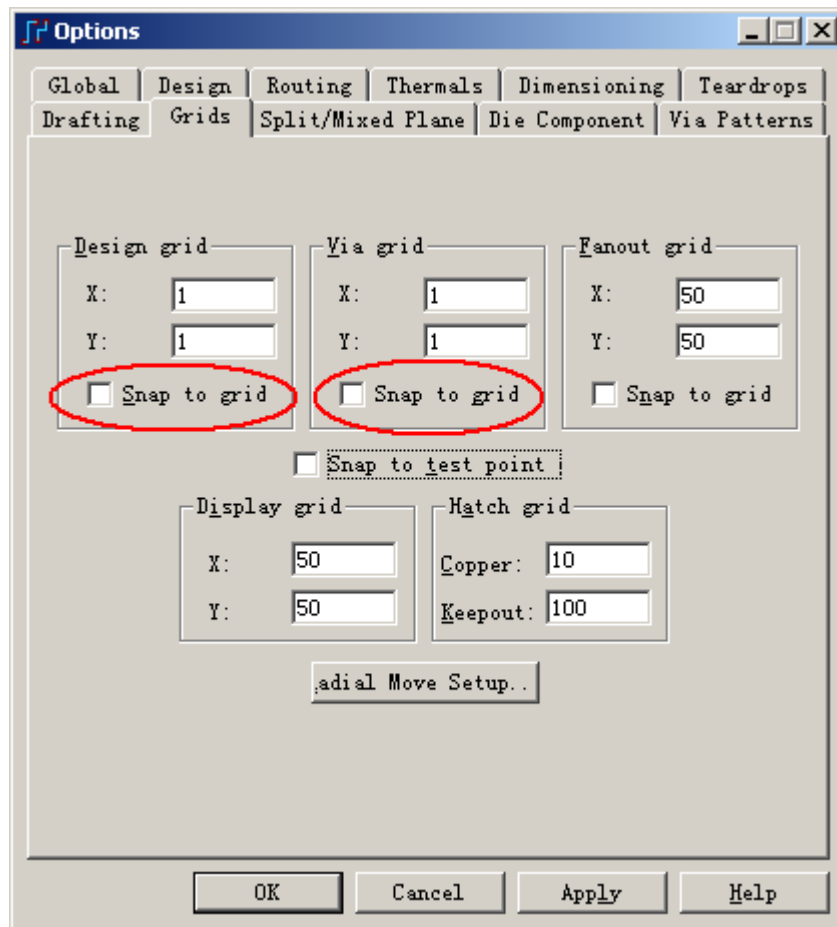 Options
Global Design Routing Thermals Dimensioning Teardrops
Drafting Grids Split/Mixed Plane Die Component Via Patterns
Design grid Via grid Fanout grid
X: 1 X: 1 X: 50
Y: 1 Y: 1 Y: 50
Snap to grid Snap to grid Snap to grid
Snap to test point
Display grid Hatch grid
X: 50 Copper: 10
Y: 50 Keepout: 100
adial Move Setup..
OK Cancel Apply Help